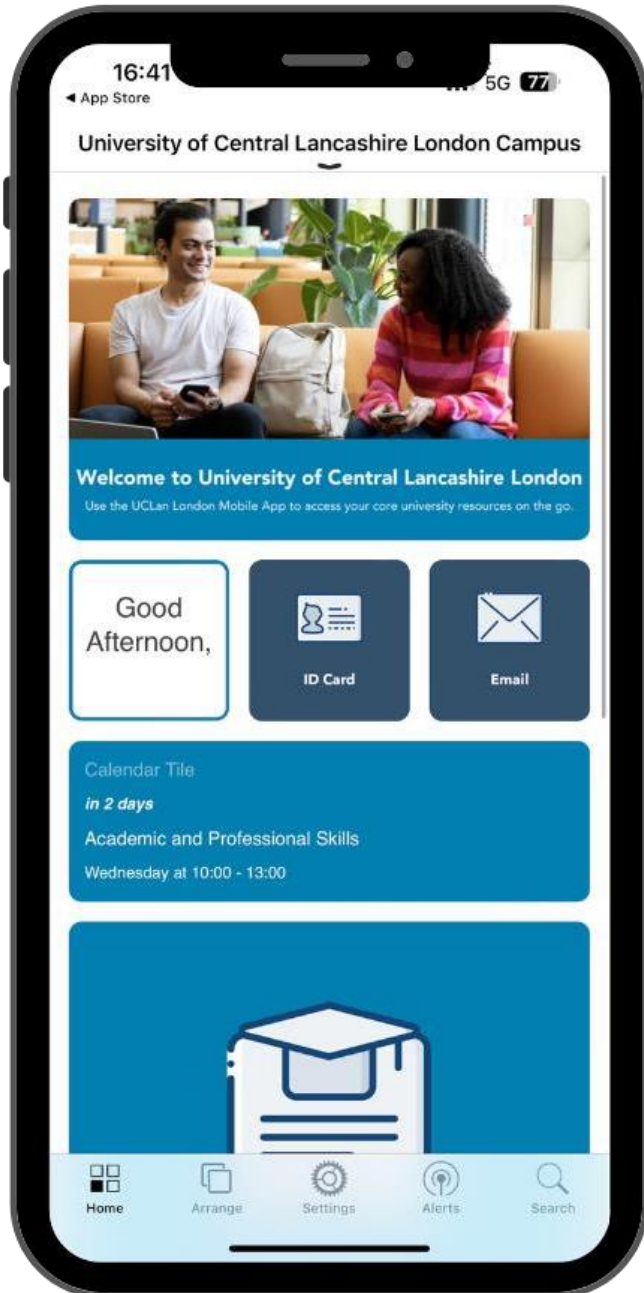 16:41
5G 77
◀ App Store
University of Central Lancashire London Campus
Welcome to University of Central Lancashire London
Use the UCLan London Mobile App to access your core university resources on the go.
Good
Afternoon,
ID Card
Email
Calendar Tile
in 2 days
Academic and Professional Skills
Wednesday at 10:00 - 13:00
Home
Arrange
Settings
Alerts
Search